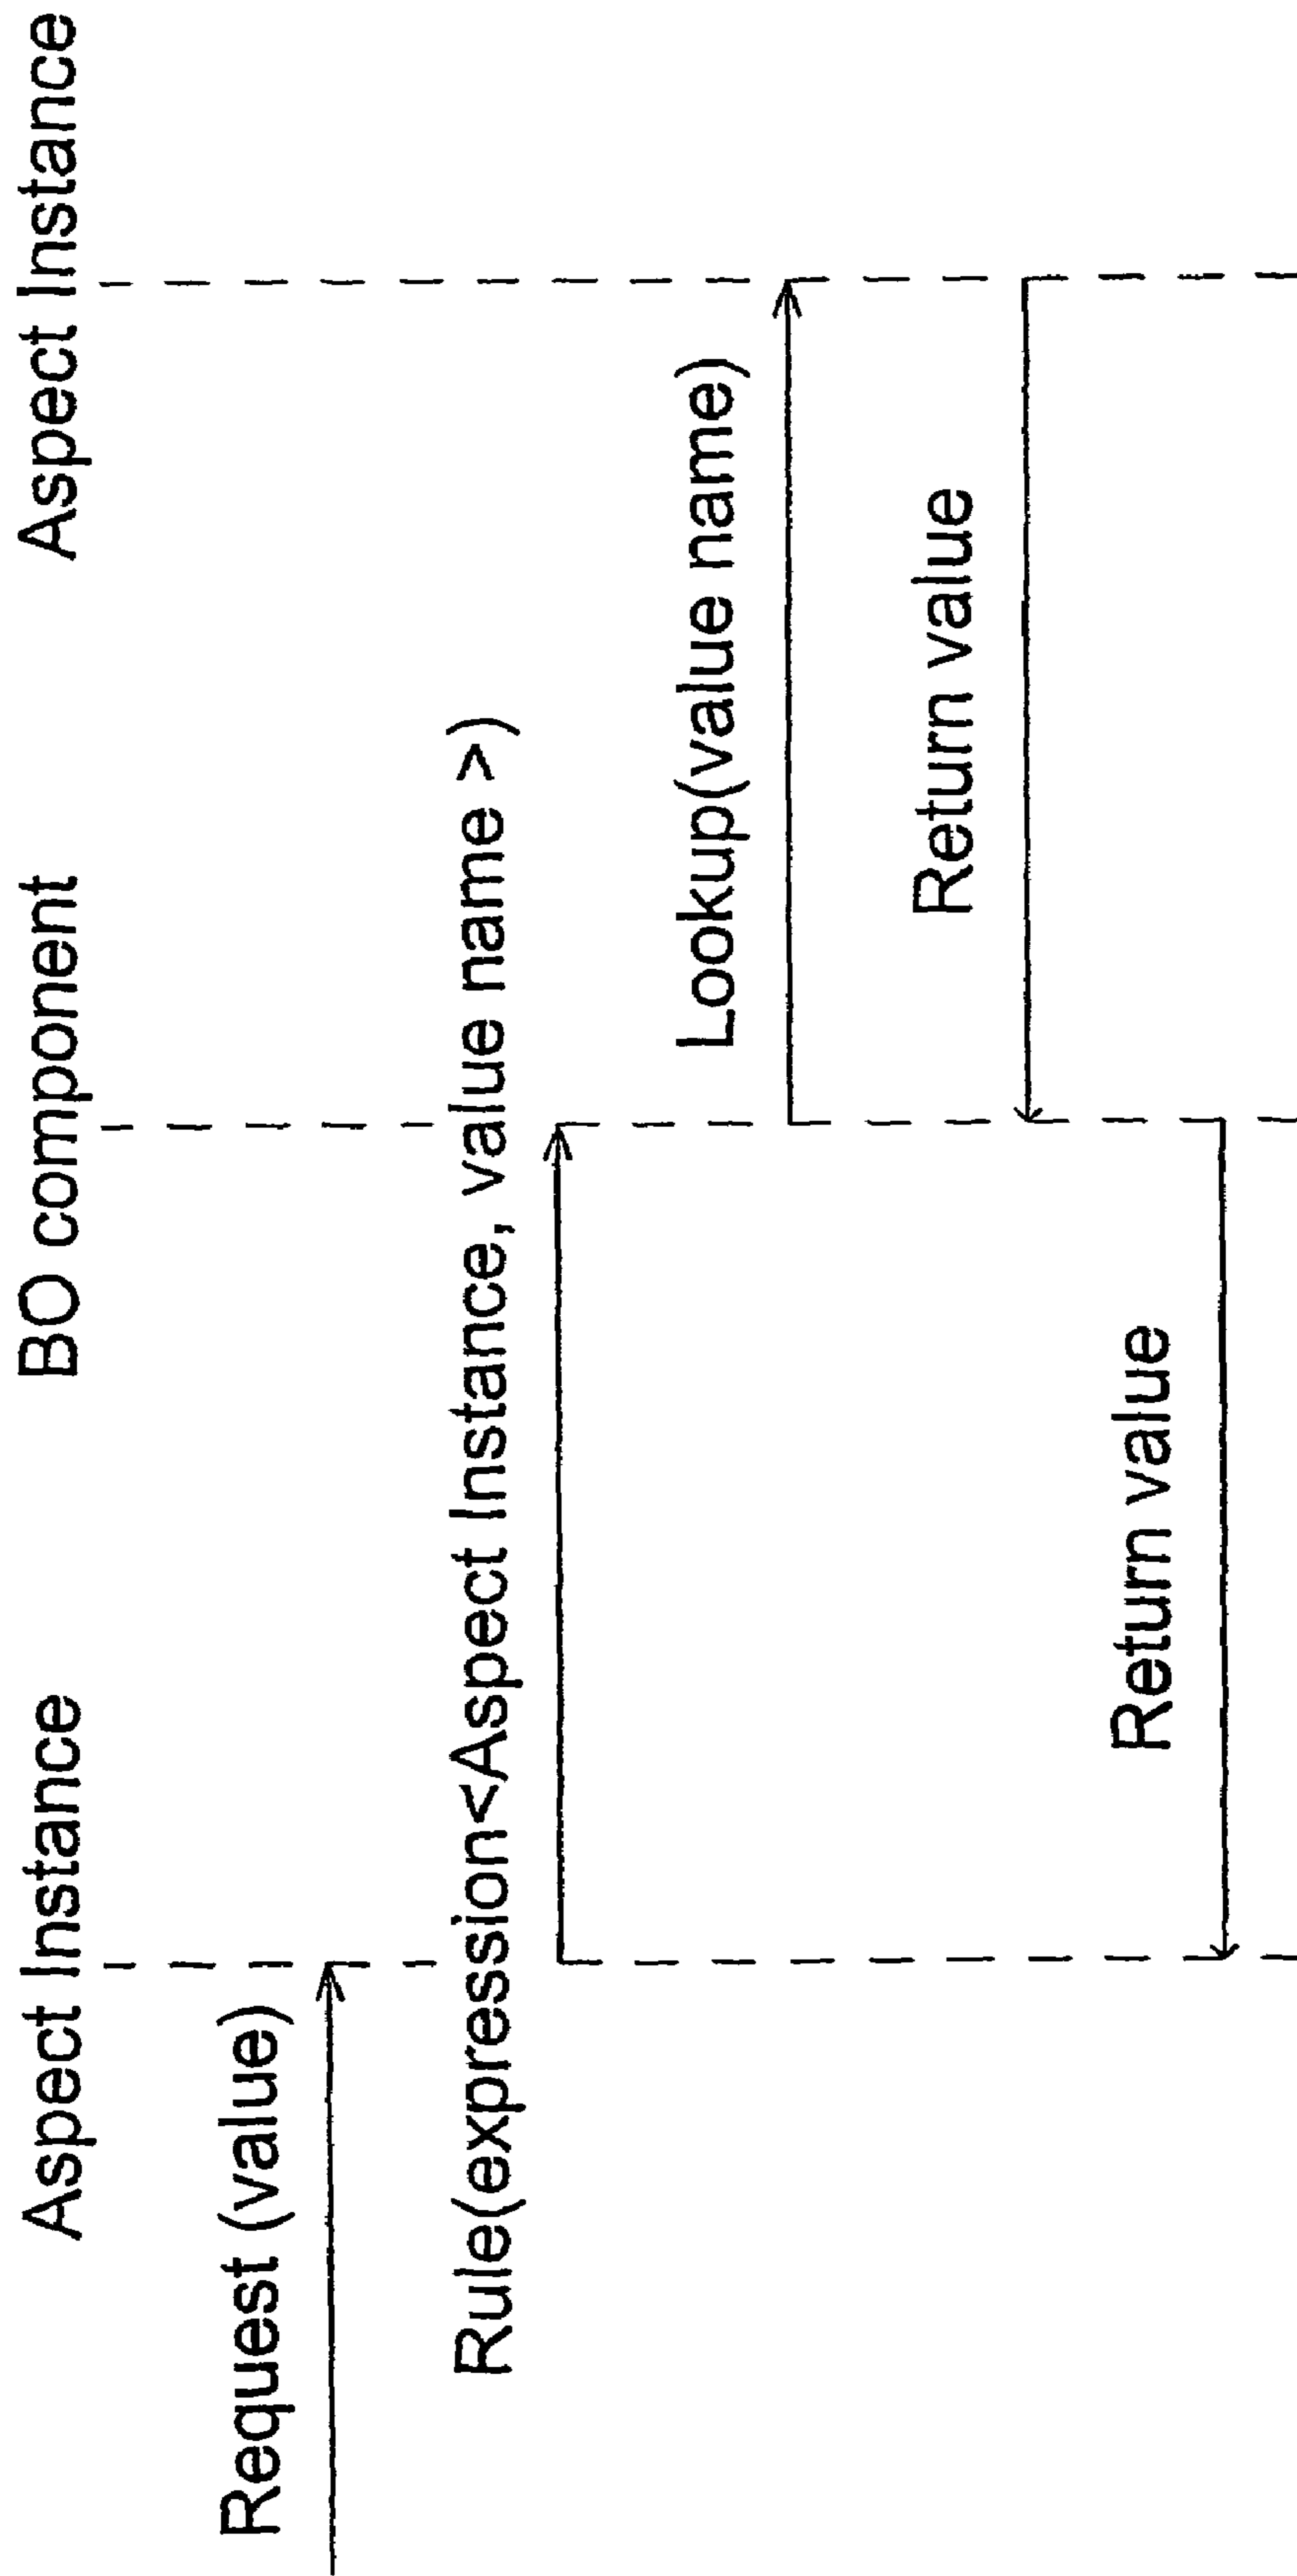 Aspect Instance
BO component
Aspect Instance
Request (value)
Rule(expression<Aspect Instance, value name >)
Lookup(value name)
Return value
Return value